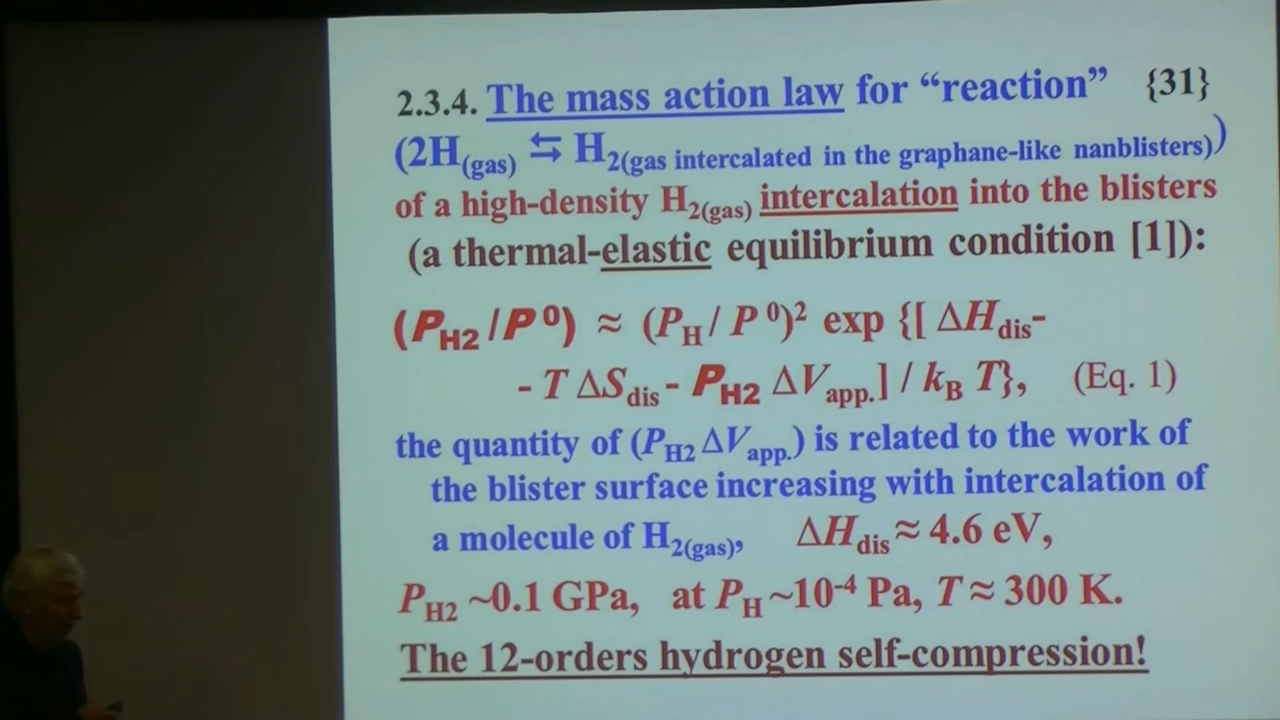 2.3.4. The mass action law for “reaction” {31}
(2H(gas) ⇆ H2(gas intercalated in the graphane-like nanblisters))
of a high-density H2(gas) intercalation into the blisters
(a thermal-elastic equilibrium condition [1]):
(PH2 /P⁰) ≈ (PH / P⁰)² exp {[ ΔHdis-
- T ΔSdis - PH2 ΔVapp.] / kB T}, (Eq. 1)
the quantity of (PH2 ΔVapp.) is related to the work of
the blister surface increasing with intercalation of
a molecule of H2(gas), ΔHdis ≈ 4.6 eV,
PH2 ~0.1 GPa, at PH ~10⁻⁴ Pa, T ≈ 300 K.
The 12-orders hydrogen self-compression!